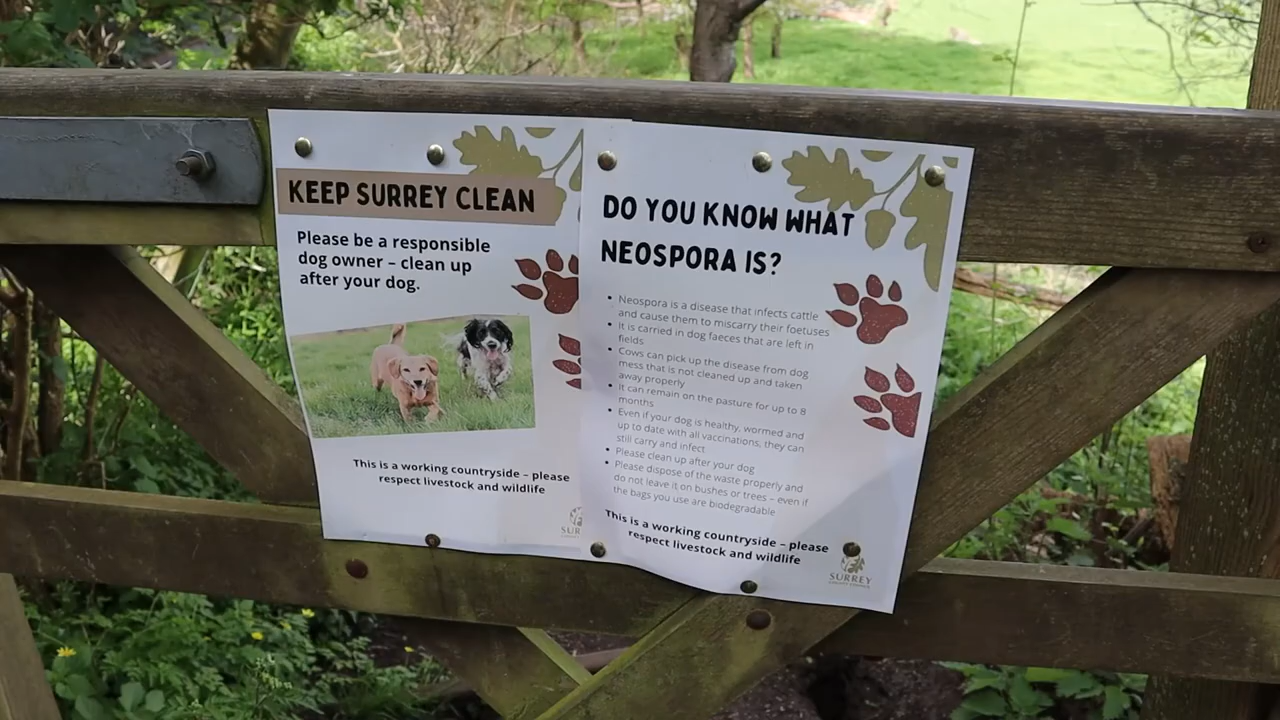 KEEP SURREY CLEAN
Please be a responsible
dog owner – clean up
after your dog.
This is a working countryside – please
respect livestock and wildlife
SUR
DO YOU KNOW WHAT
NEOSPORA IS?
• Neospora is a disease that infects cattle
and cause them to miscarry their foetuses
• It is carried in dog faeces that are left in
fields
• Cows can pick up the disease from dog
mess that is not cleaned up and taken
away properly
• It can remain on the pasture for up to 8
months
• Even if your dog is healthy, wormed and
up to date with all vaccinations, they can
still carry and infect
• Please clean up after your dog
• Please dispose of the waste properly and
do not leave it on bushes or trees – even if
the bags you use are biodegradable
This is a working countryside – please
respect livestock and wildlife
SURREY
COUNTY COUNCIL